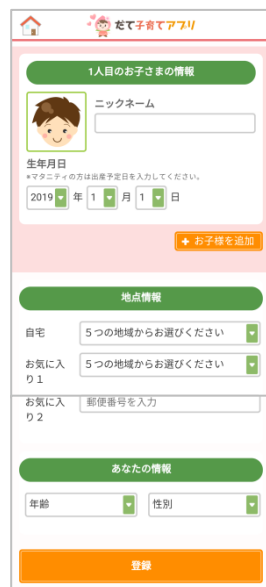 だて子育てアプリ
1人目のお子さまの情報
ニックネーム
生年月日
*マタニティの方は出産予定日を入力してください。
2019 年 1 月 1 日
+ お子様を追加
地点情報
自宅 5つの地域からお選びください
お気に入 5つの地域からお選びください
り1
お気に入 郵便番号を入力
り2
あなたの情報
年齢 性別
登録